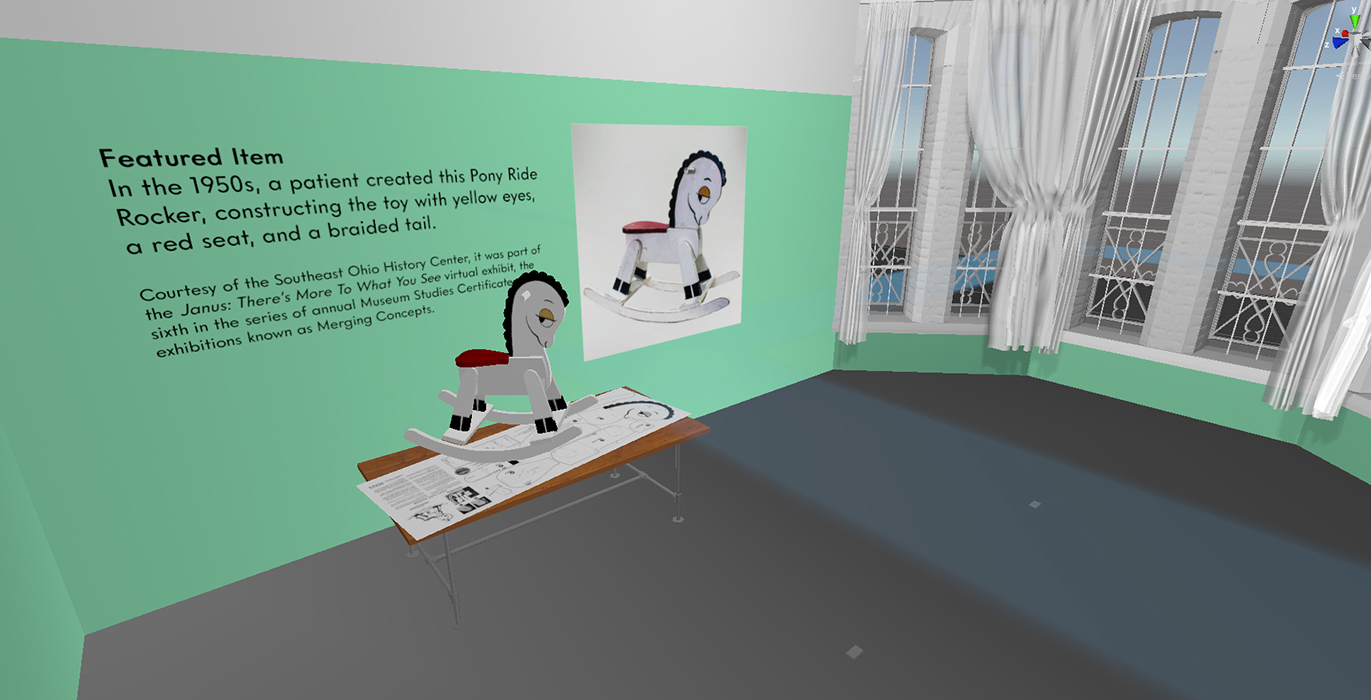 Featured Item
In the 1950s, a patient created this Pony Ride
Rocker, constructing the toy with yellow eyes,
a red seat, and a braided tail.
Courtesy of the Southeast Ohio History Center, it was part of
the Janus: There's More To What You See virtual exhibit, the
sixth in the series of annual Museum Studies Certificate
exhibitions known as Merging Concepts.
y
x
z